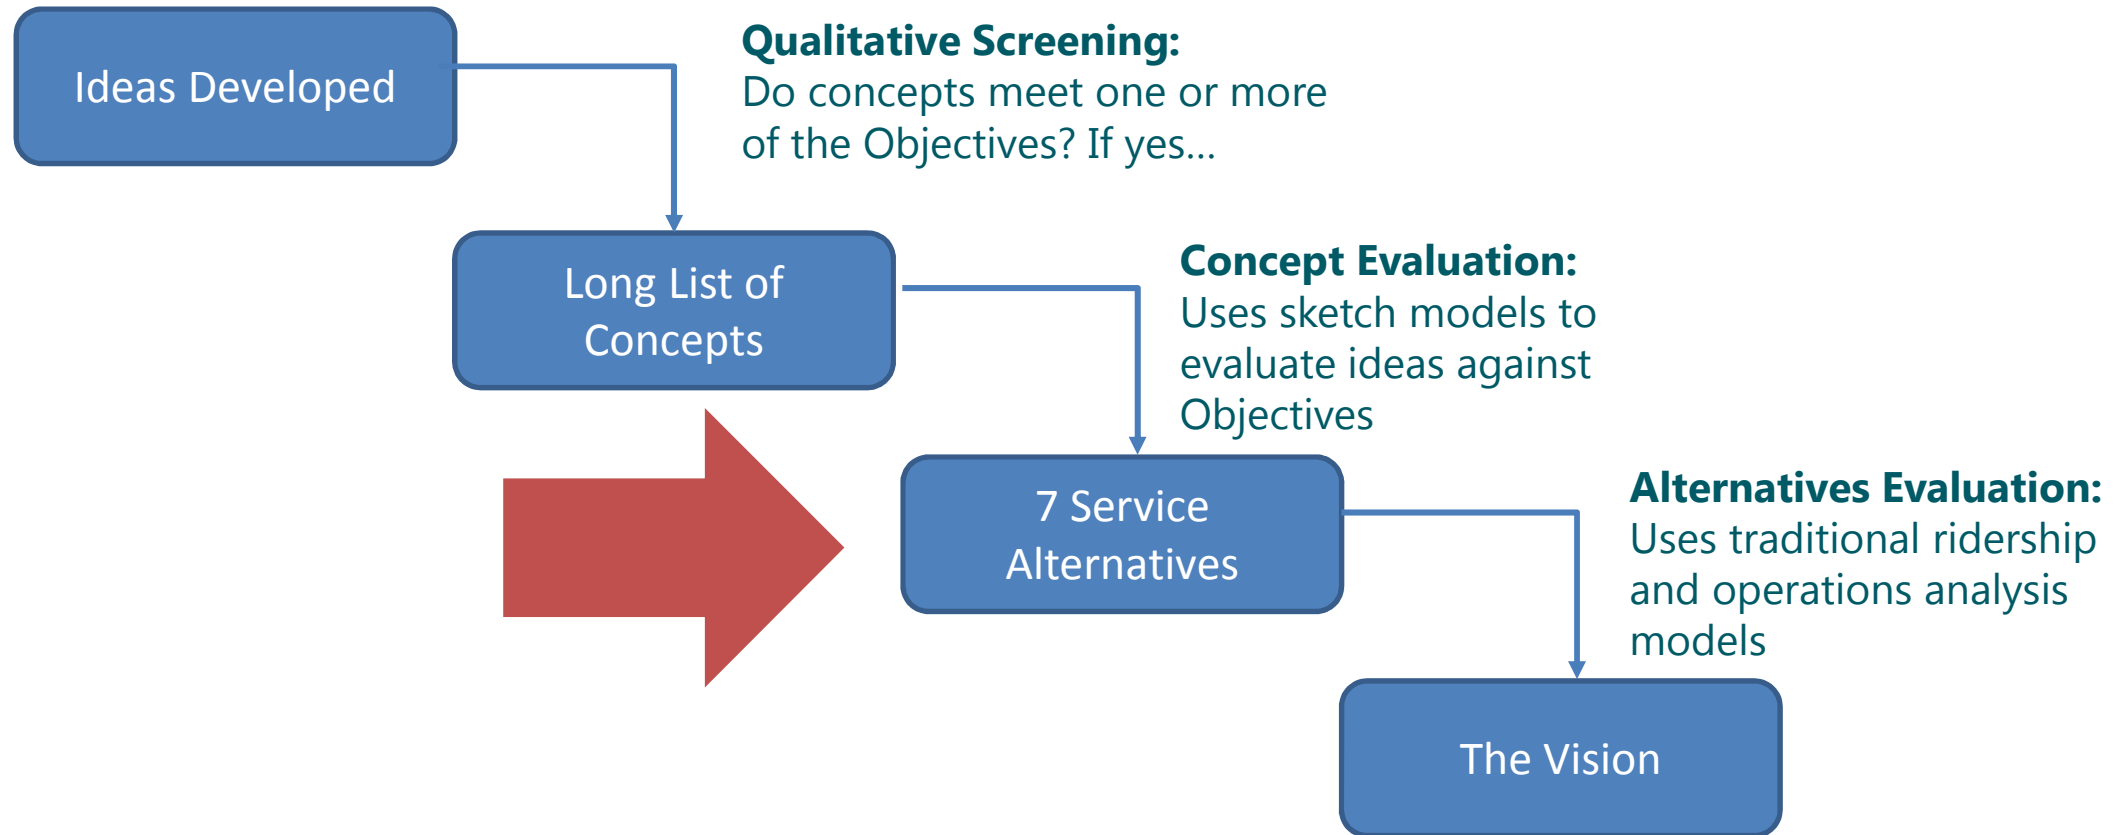 Ideas Developed
Qualitative Screening:
Do concepts meet one or more
of the Objectives? If yes...
Long List of
Concepts
Concept Evaluation:
Uses sketch models to
evaluate ideas against
Objectives
7 Service
Alternatives
Alternatives Evaluation:
Uses traditional ridership
and operations analysis
models
The Vision